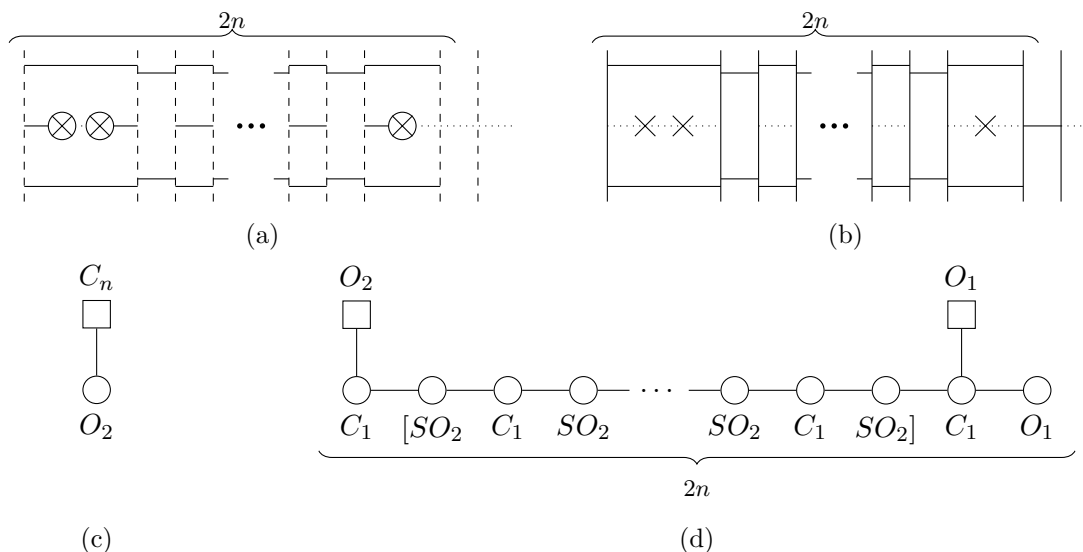 2n 2n
(a) (b)
C_n O_2 O_1
O_2 C_1 [SO_2 C_1 SO_2 ··· SO_2 C_1 SO_2] C_1 O_1
2n
(c) (d)